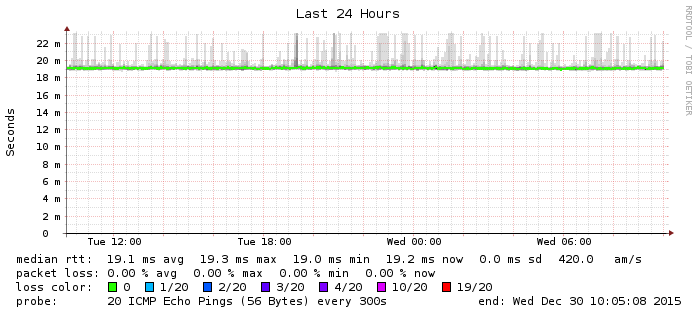 Last 24 Hours
RRDTOOL / TOBI OETIKER
Seconds
22 m
20 m
18 m
16 m
14 m
12 m
10 m
8 m
6 m
4 m
2 m
0
Tue 12:00 Tue 18:00 Wed 00:00 Wed 06:00
median rtt: 19.1 ms avg 19.3 ms max 19.0 ms min 19.2 ms now 0.0 ms sd 420.0 am/s
packet loss: 0.00 % avg 0.00 % max 0.00 % min 0.00 % now
loss color: 0 1/20 2/20 3/20 4/20 10/20 19/20
probe: 20 ICMP Echo Pings (56 Bytes) every 300s end: Wed Dec 30 10:05:08 2015